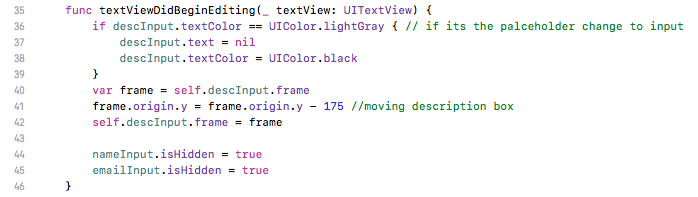 35 func textViewDidBeginEditing(_ textView: UITextView) {
36 if descInput.textColor == UIColor.lightGray { // if its the palceholder change to input
37 descInput.text = nil
38 descInput.textColor = UIColor.black
39 }
40 var frame = self.descInput.frame
41 frame.origin.y = frame.origin.y - 175 //moving description box
42 self.descInput.frame = frame
43
44 nameInput.isHidden = true
45 emailInput.isHidden = true
46 }